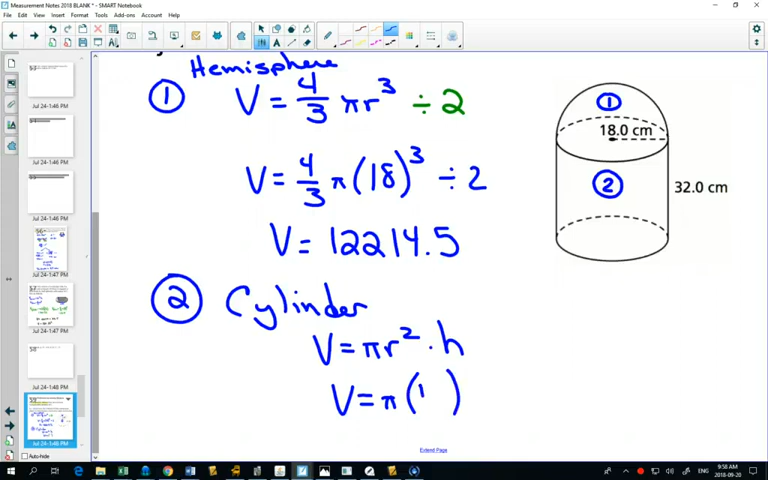 Measurement Notes 2018 BLANK * - SMART Notebook
File Edit View Insert Format Tools Add-ons Account Help
Hemisphere
① V = 4/3 πr³ ÷ 2
V = 4/3 π(18)³ ÷ 2
V = 12214.5
② Cylinder
V = πr² · h
V = π(1 )
①
18.0 cm
②
32.0 cm
Jul 24-1:46 PM
Jul 24-1:46 PM
Jul 24-1:46 PM
Jul 24-1:47 PM
Jul 24-1:47 PM
Jul 24-1:48 PM
Jul 24-1:48 PM
Auto-hide
Extend Page
ENG
9:58 AM
2018-09-20